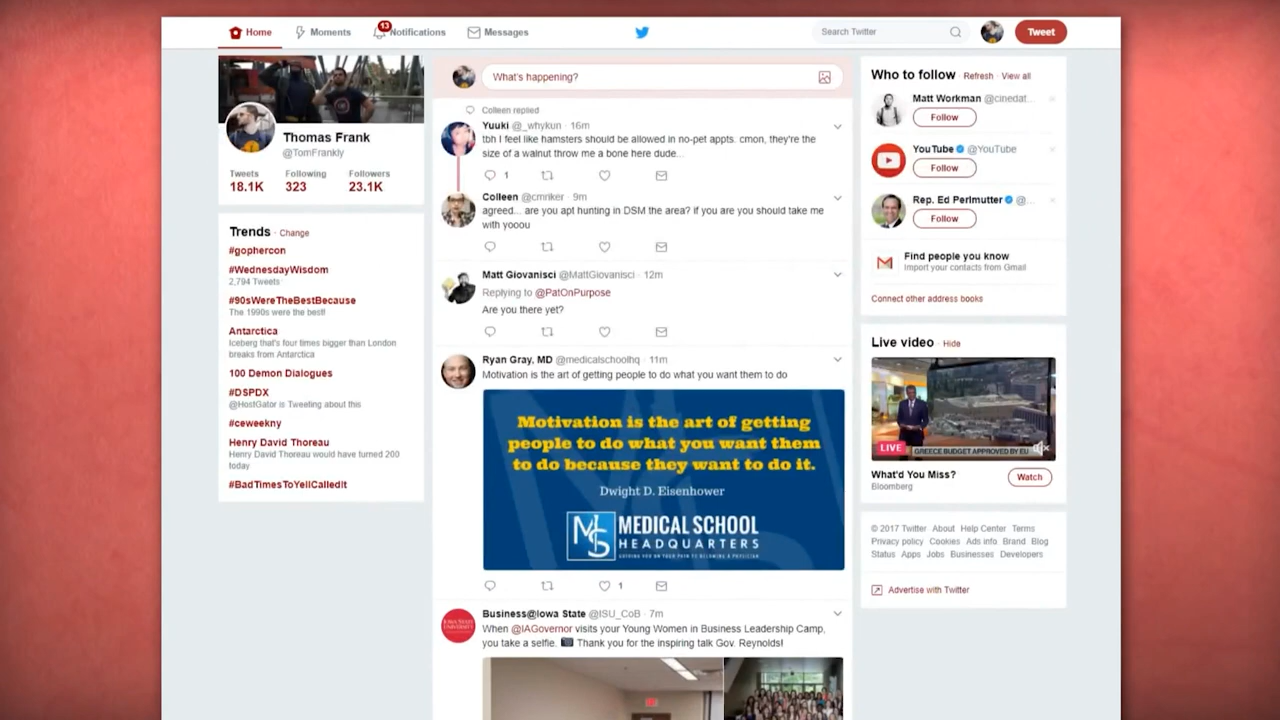 Home
Moments
13
Notifications
Messages
Search Twitter
Tweet
Thomas Frank
@TomFrankly
Tweets Following Followers
18.1K 323 23.1K
Trends · Change
#gophercon
#WednesdayWisdom
2,794 Tweets
#90sWereTheBestBecause
The 1990s were the best!
Antarctica
Iceberg that's four times bigger than London
breaks from Antarctica
100 Demon Dialogues
#DSPDX
@HostGator is Tweeting about this
#ceweekny
Henry David Thoreau
Henry David Thoreau would have turned 200
today
#BadTimesToYellCalledIt
What's happening?
Colleen replied
Yuuki @_whykun · 16m
tbh I feel like hamsters should be allowed in no-pet appts. cmon, they're the
size of a walnut throw me a bone here dude...
1
Colleen @cmriker · 9m
agreed... are you apt hunting in DSM the area? if you are you should take me
with yooou
Matt Giovanisci @MattGiovanisci · 12m
Replying to @PatOnPurpose
Are you there yet?
Ryan Gray, MD @medicalschoolhq · 11m
Motivation is the art of getting people to do what you want them to do
Motivation is the art of getting
people to do what you want them
to do because they want to do it.
Dwight D. Eisenhower
MEDICAL SCHOOL
HEADQUARTERS
1
Business@Iowa State @ISU_CoB · 7m
When @IAGovernor visits your Young Women in Business Leadership Camp,
you take a selfie. Thank you for the inspiring talk Gov. Reynolds!
Who to follow · Refresh · View all
Matt Workman @cinedat...
Follow
YouTube @YouTube
Follow
Rep. Ed Perlmutter @...
Follow
Find people you know
Import your contacts from Gmail
Connect other address books
Live video · Hide
LIVE
GREECE BUDGET APPROVED BY EU
What'd You Miss?
Bloomberg
Watch
© 2017 Twitter About Help Center Terms
Privacy policy Cookies Ads info Brand Blog
Status Apps Jobs Businesses Developers
Advertise with Twitter